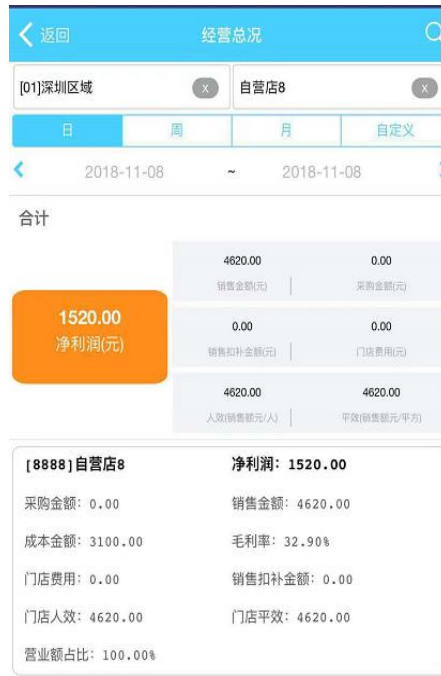 返回 经营总况
[01]深圳区域 x 自营店8 x
日 周 月 自定义
2018-11-08 ~ 2018-11-08
合计
1520.00
净利润(元)
4620.00 0.00
销售金额(元) 采购金额(元)
0.00 0.00
销售扣补金额(元) 门店费用(元)
4620.00 4620.00
人效(销售额元/人) 平效(销售额元/平方)
[8888]自营店8 净利润: 1520.00
采购金额: 0.00 销售金额: 4620.00
成本金额: 3100.00 毛利率: 32.90%
门店费用: 0.00 销售扣补金额: 0.00
门店人效: 4620.00 门店平效: 4620.00
营业额占比: 100.00%